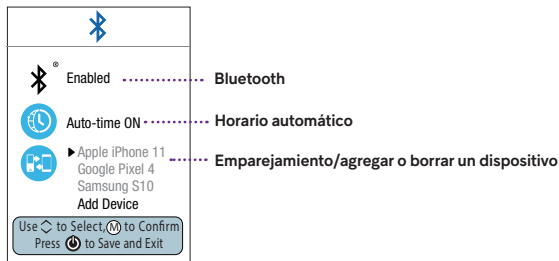 Enabled
Bluetooth
Auto-time ON
Horario automático
Apple iPhone 11
Emparejamiento/agregar o borrar un dispositivo
Google Pixel 4
Samsung S10
Add Device
Use to Select, M to Confirm
Press to Save and Exit